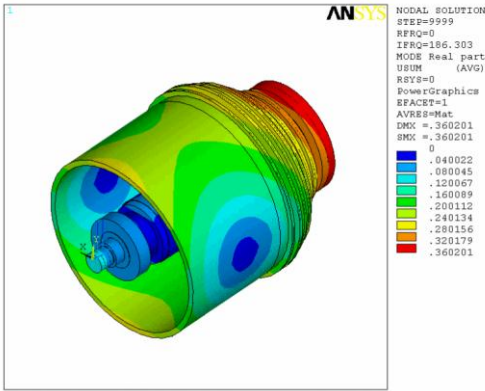 1
ANSYS
NODAL SOLUTION
STEP=9999
RFRQ=0
IFRQ=186.303
MODE Real part
USUM (AVG)
RSYS=0
PowerGraphics
EFACET=1
AVRES=Mat
DMX =.360201
SMX =.360201
0
.040022
.080045
.120067
.160089
.200112
.240134
.280156
.320179
.360201
X
Y